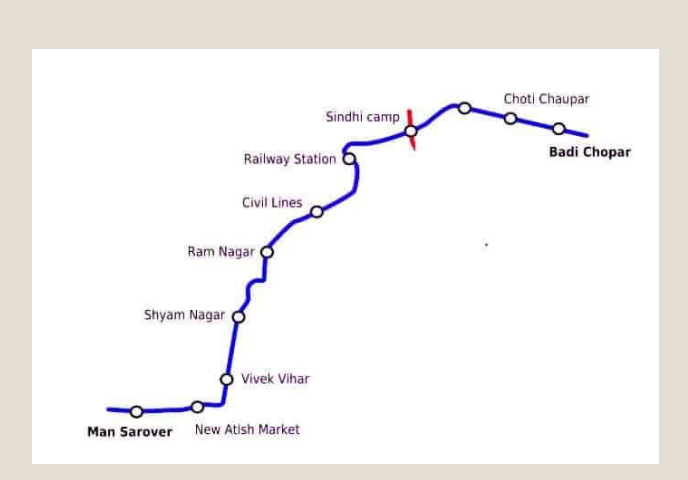 Choti Chaupar
Sindhi camp
Badi Chopar
Railway Station
Civil Lines
Ram Nagar
Shyam Nagar
Vivek Vihar
New Atish Market
Man Sarover